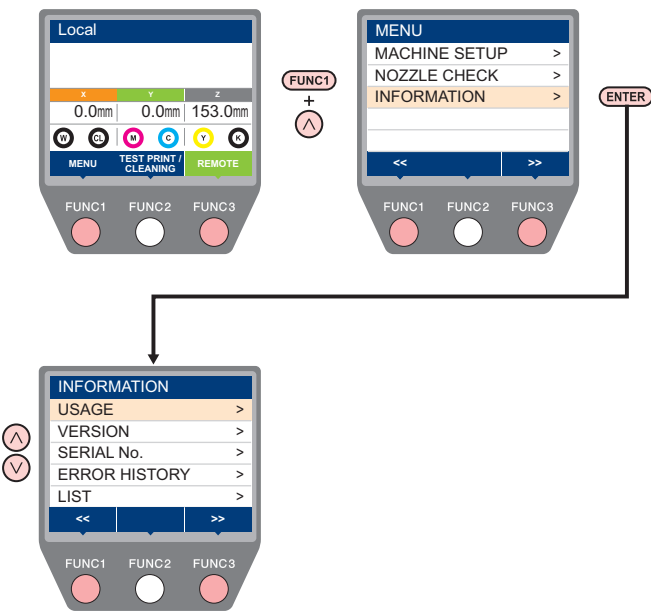 Local
X Y Z
0.0mm 0.0mm 153.0mm
W CL M C Y K
MENU TEST PRINT / CLEANING REMOTE
FUNC1 FUNC2 FUNC3
FUNC1
+
MENU
MACHINE SETUP >
NOZZLE CHECK >
INFORMATION >
<< >>
FUNC1 FUNC2 FUNC3
ENTER
INFORMATION
USAGE >
VERSION >
SERIAL No. >
ERROR HISTORY >
LIST >
<< >>
FUNC1 FUNC2 FUNC3